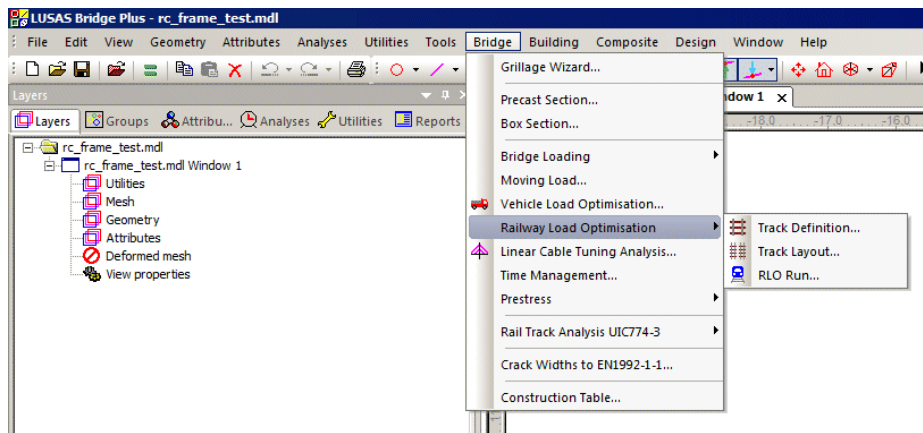 LUSAS Bridge Plus - rc_frame_test.mdl
File Edit View Geometry Attributes Analyses Utilities Tools Bridge Building Composite Design Window Help
Layers
Layers Groups Attribu... Analyses Utilities Reports
rc_frame_test.mdl
rc_frame_test.mdl Window 1
Utilities
Mesh
Geometry
Attributes
Deformed mesh
View properties
Grillage Wizard...
Precast Section...
Box Section...
Bridge Loading
Moving Load...
Vehicle Load Optimisation...
Railway Load Optimisation
Linear Cable Tuning Analysis...
Time Management...
Prestress
Rail Track Analysis UIC774-3
Crack Widths to EN1992-1-1...
Construction Table...
Track Definition...
Track Layout...
RLO Run...
ndow 1 x
-18.0 -17.0 -16.0